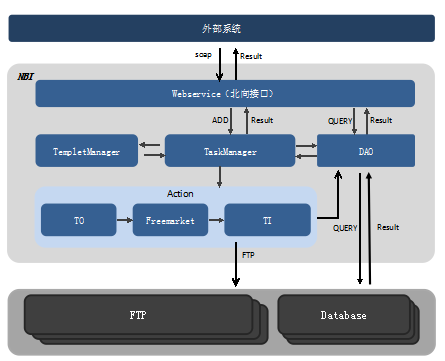 外部系统
soap
Result
NBI
Webservice（北向接口）
ADD
Result
QUERY
Result
TempletManager
TaskManager
DAO
Action
TO
Freemarket
TI
QUERY
Result
FTP
FTP
Database